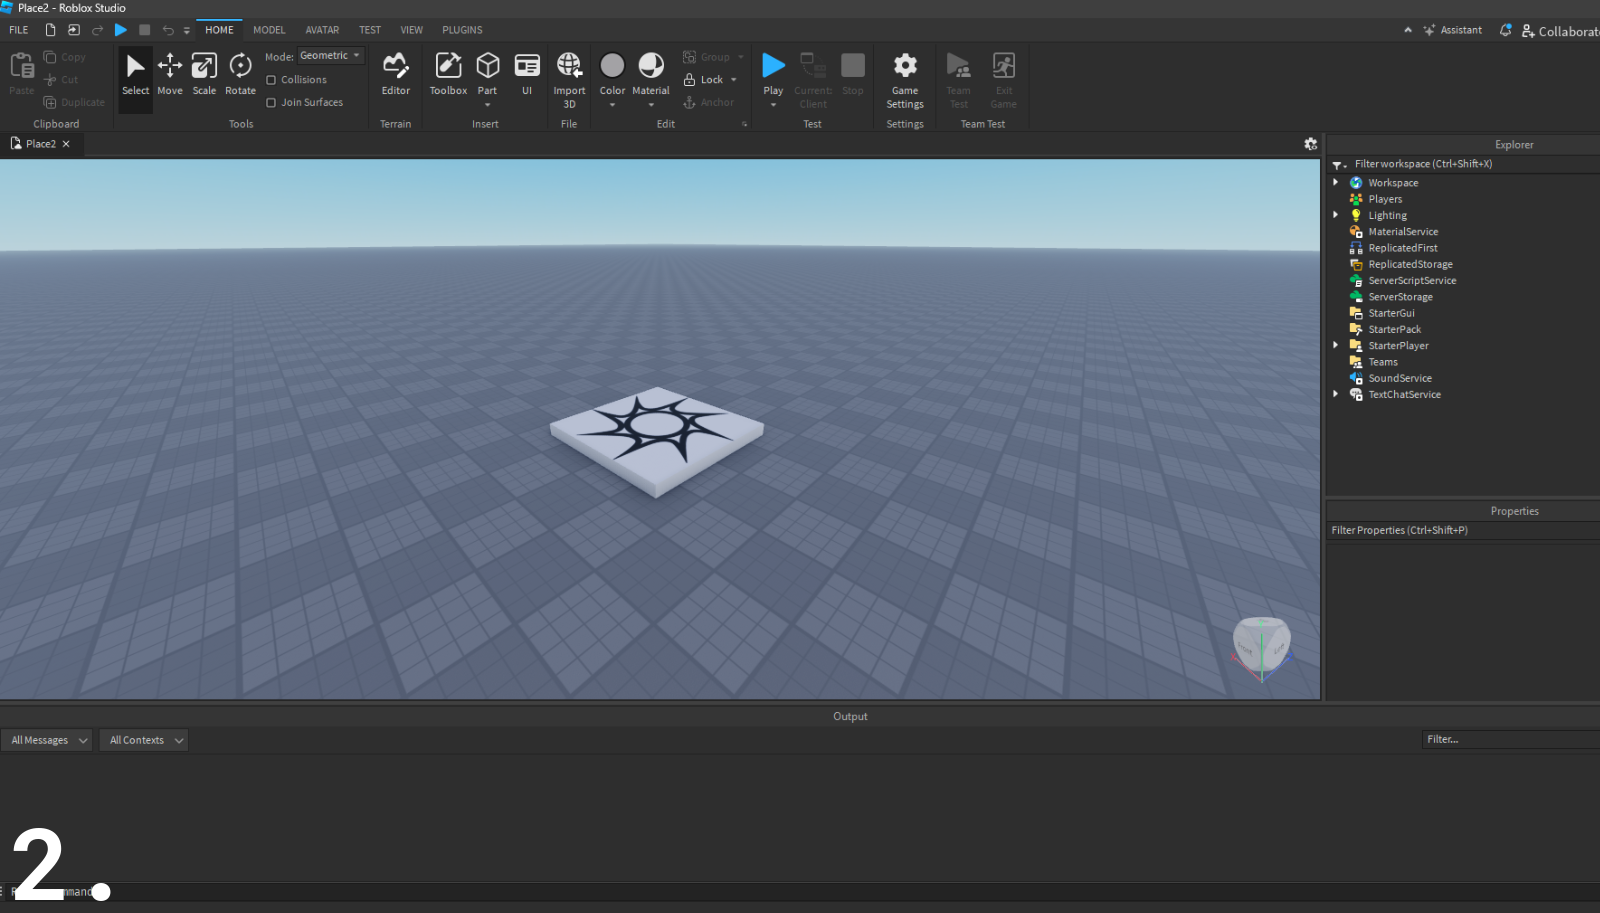 Place2 - Roblox Studio
FILE HOME MODEL AVATAR TEST VIEW PLUGINS Assistant Collaborat
Paste Copy Cut Duplicate
Clipboard
Select Move Scale Rotate
Mode: Geometric
Collisions
Join Surfaces
Tools
Editor
Terrain
Toolbox Part UI
Insert
Import 3D
File
Color Material
Group
Lock
Anchor
Edit
Play Current: Client Stop
Test
Game Settings
Settings
Team Test Exit Game
Team Test
Place2
Explorer
Filter workspace (Ctrl+Shift+X)
Workspace
Players
Lighting
MaterialService
ReplicatedFirst
ReplicatedStorage
ServerScriptService
ServerStorage
StarterGui
StarterPack
StarterPlayer
Teams
SoundService
TextChatService
Properties
Filter Properties (Ctrl+Shift+P)
Front
Output
All Messages All Contexts Filter...
2.